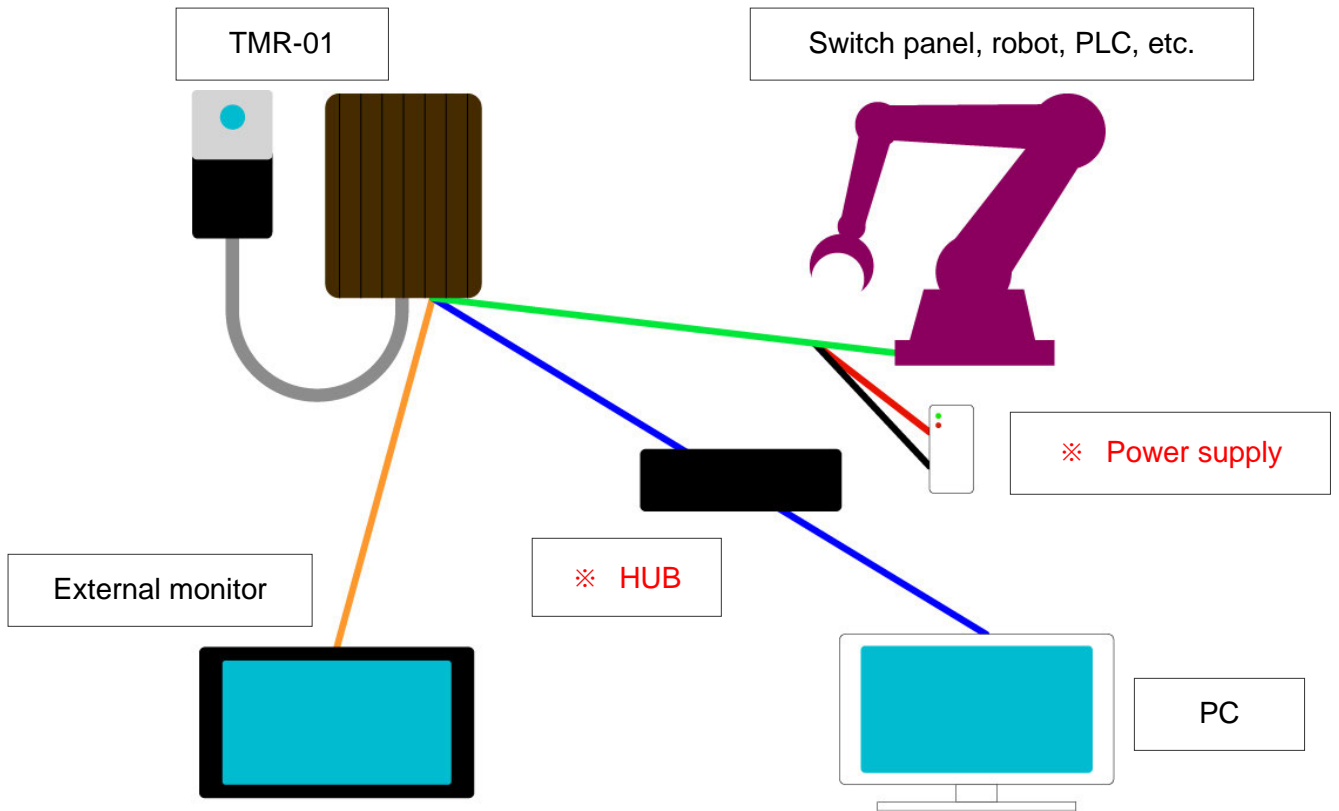 TMR-01
Switch panel, robot, PLC, etc.
※ Power supply
External monitor
※ HUB
PC